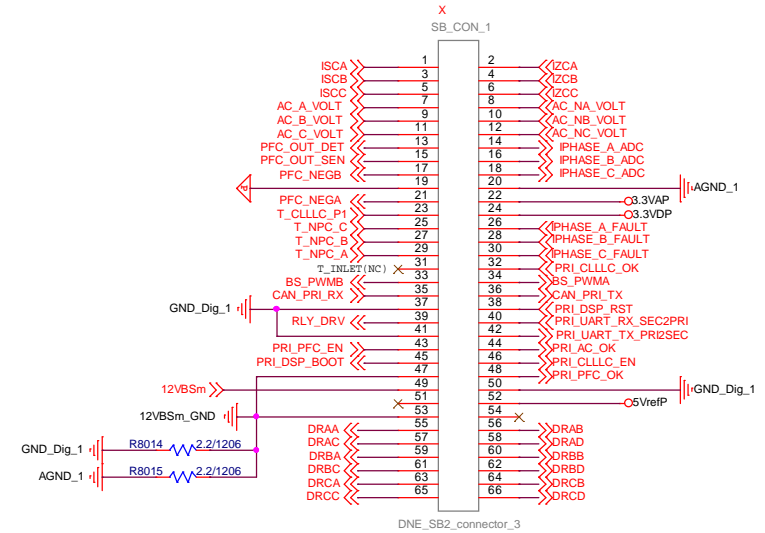 X
SB_CON_1
ISCA 1 2 IZCA
ISCB 3 4 IZCB
ISCC 5 6 IZCC
AC_A_VOLT 7 8 AC_NA_VOLT
AC_B_VOLT 9 10 AC_NB_VOLT
AC_C_VOLT 11 12 AC_NC_VOLT
PFC_OUT_DET 13 14 IPHASE_A_ADC
PFC_OUT_SEN 15 16 IPHASE_B_ADC
PFC_NEGB 17 18 IPHASE_C_ADC
P 19 20 AGND_1
PFC_NEGA 21 22 3.3VAP
T_CLLLC_P1 23 24 3.3VDP
T_NPC_C 25 26 IPHASE_A_FAULT
T_NPC_B 27 28 IPHASE_B_FAULT
T_NPC_A 29 30 IPHASE_C_FAULT
T_INLET(NC) 31 32 PRI_CLLLC_OK
BS_PWMB 33 34 BS_PWMA
CAN_PRI_RX 35 36 CAN_PRI_TX
GND_Dig_1 37 38 PRI_DSP_RST
RLY_DRV 39 40 PRI_UART_RX_SEC2PRI
41 42 PRI_UART_TX_PRI2SEC
PRI_PFC_EN 43 44 PRI_AC_OK
PRI_DSP_BOOT 45 46 PRI_CLLLC_EN
47 48 PRI_PFC_OK
12VBSm 49 50 GND_Dig_1
51 52 5VrefP
12VBSm_GND 53 54
DRAA 55 56 DRAB
DRAC 57 58 DRAD
GND_Dig_1 R8014 2.2/1206 DRBA 59 60 DRBB
DRBC 61 62 DRBD
AGND_1 R8015 2.2/1206 DRCA 63 64 DRCB
DRCC 65 66 DRCD
DNE_SB2_connector_3